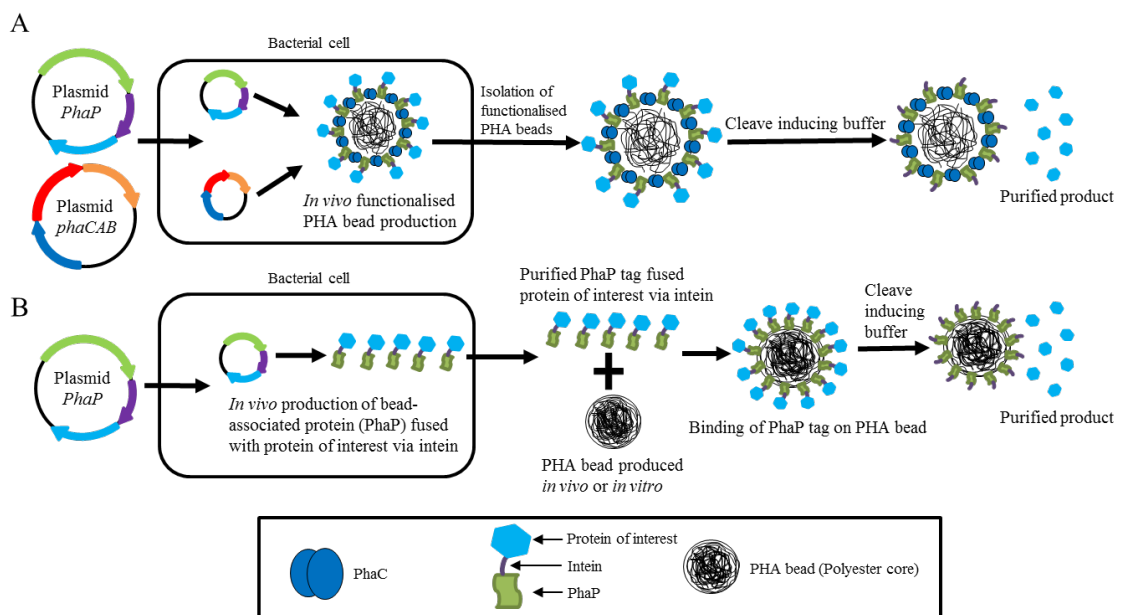 A
Plasmid
PhaP
Plasmid
phaCAB
Bacterial cell
In vivo functionalised
PHA bead production
Isolation of
functionalised
PHA beads
Cleave inducing buffer
Purified product
B
Plasmid
PhaP
Bacterial cell
In vivo production of bead-
associated protein (PhaP) fused
with protein of interest via intein
Purified PhaP tag fused
protein of interest via intein
PHA bead produced
in vivo or in vitro
Binding of PhaP tag on PHA bead
Cleave
inducing
buffer
Purified product
PhaC
Protein of interest
Intein
PhaP
PHA bead (Polyester core)